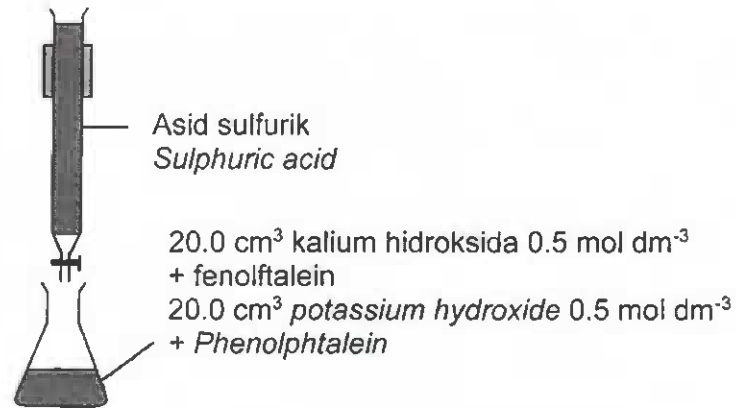 Asid sulfurik
Sulphuric acid
20.0 cm³ kalium hidroksida 0.5 mol dm⁻³
+ fenolftalein
20.0 cm³ potassium hydroxide 0.5 mol dm⁻³
+ Phenolphtalein